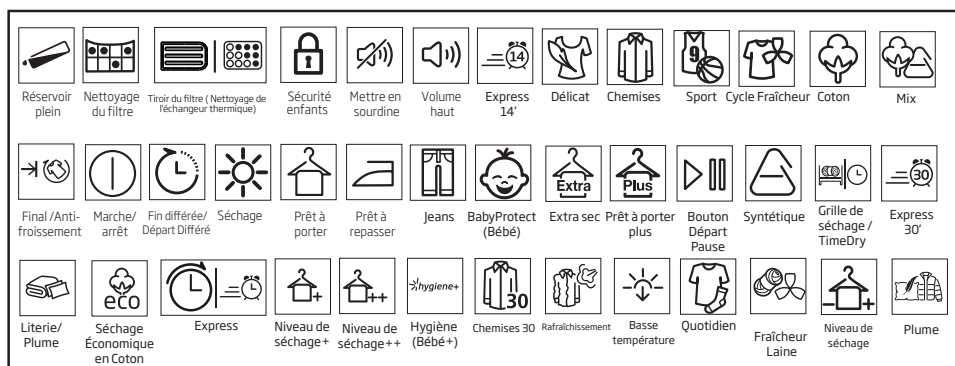 14
9
Réservoir plein
Nettoyage du filtre
Tiroir du filtre ( Nettoyage de l'échangeur thermique)
Sécurité enfants
Mettre en sourdine
Volume haut
Express 14'
Délicat
Chemises
Sport
Cycle Fraîcheur
Coton
Mix
Extra
Plus
30
Final /Anti-froissement
Marche/ arrêt
Fin différée/ Départ Différé
Séchage
Prêt à porter
Prêt à repasser
Jeans
BabyProtect (Bébé)
Extra sec
Prêt à porter plus
Bouton Départ Pause
Syntétique
Grille de séchage / TimeDry
Express 30'
eco
+
++
hygiene+
30
- +
Literie/ Plume
Séchage Économique en Coton
Express
Niveau de séchage+
Niveau de séchage++
Hygiène (Bébé+)
Chemises 30
Rafraîchissement
Basse température
Quotidien
Fraîcheur Laine
Niveau de séchage
Plume